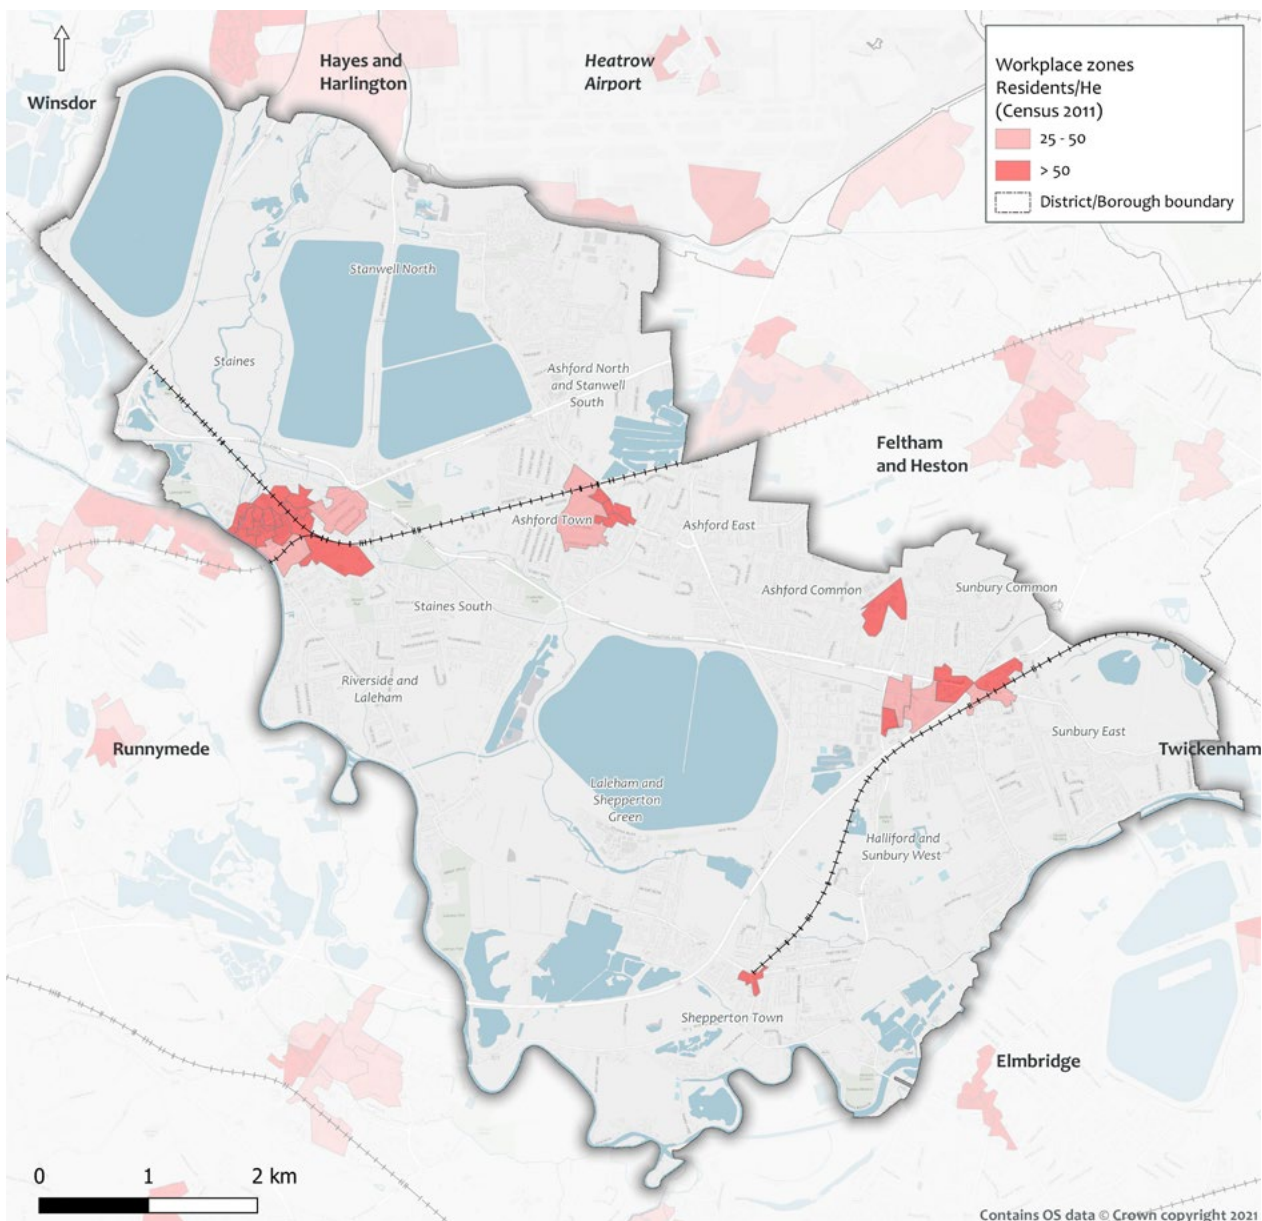 Hayes and
Harlington
Heatrow
Airport
Winsdor
Workplace zones
Residents/He
(Census 2011)
25 - 50
> 50
District/Borough boundary
Stanwell North
Staines
Ashford North
and Stanwell
South
Feltham
and Heston
Ashford Town
Ashford East
Ashford Common
Sunbury Common
Staines South
Riverside and
Laleham
Runnymede
Sunbury East
Twickenham
Laleham and
Shepperton
Green
Halliford and
Sunbury West
Shepperton Town
Elmbridge
0 1 2 km
Contains OS data © Crown copyright 2021